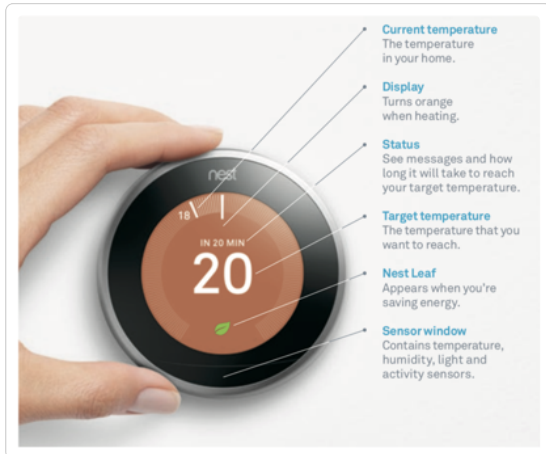 Current temperature
The temperature
in your home.
Display
Turns orange
when heating.
Status
See messages and how
long it will take to reach
your target temperature.
Target temperature
The temperature that you
want to reach.
Nest Leaf
Appears when you're
saving energy.
Sensor window
Contains temperature,
humidity, light and
activity sensors.
nest
18
IN 20 MIN
20